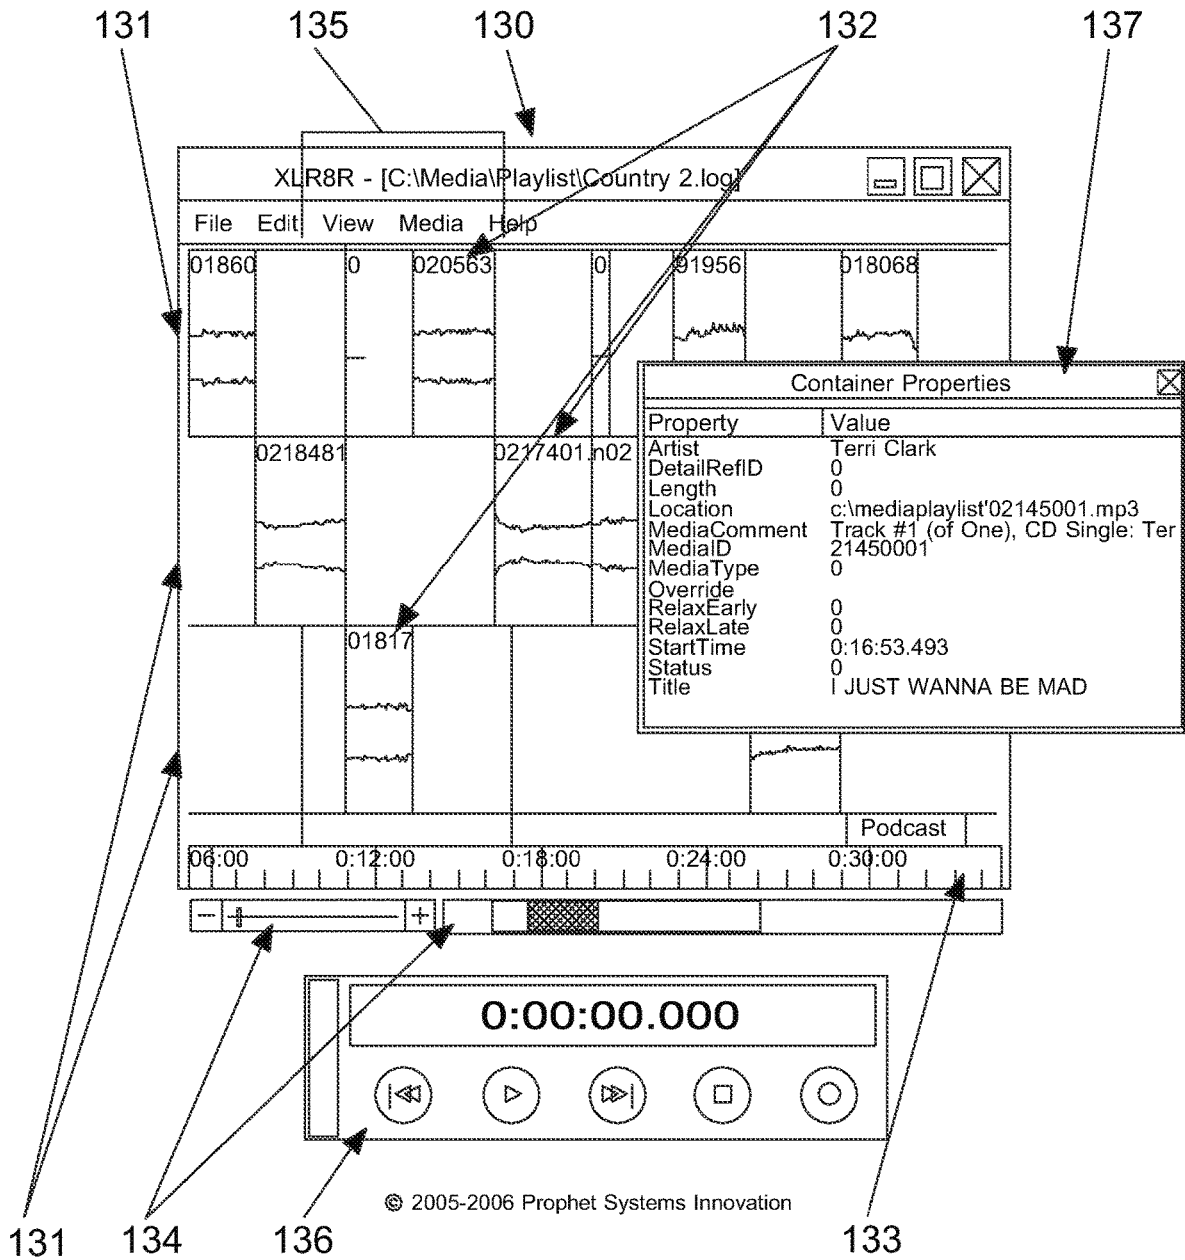 131 135 130 132 137
XLR8R - [C:\Media\Playlist\Country 2.log]
File Edit View Media Help
01860 0 020563 0 91956 018068
Container Properties
Property Value
Artist Terri Clark
DetailRefID 0
Length 0
Location c:\mediaplaylist'02145001.mp3
MediaComment Track #1 (of One), CD Single: Ter
MediaID 21450001
MediaType 0
Override
RelaxEarly 0
RelaxLate 0
StartTime 0:16:53.493
Status 0
Title I JUST WANNA BE MAD
0218481 0217401.n02
01817
Podcast
06:00 0:12:00 0:18:00 0:24:00 0:30:00
- +
0:00:00.000
© 2005-2006 Prophet Systems Innovation
131 134 136 133